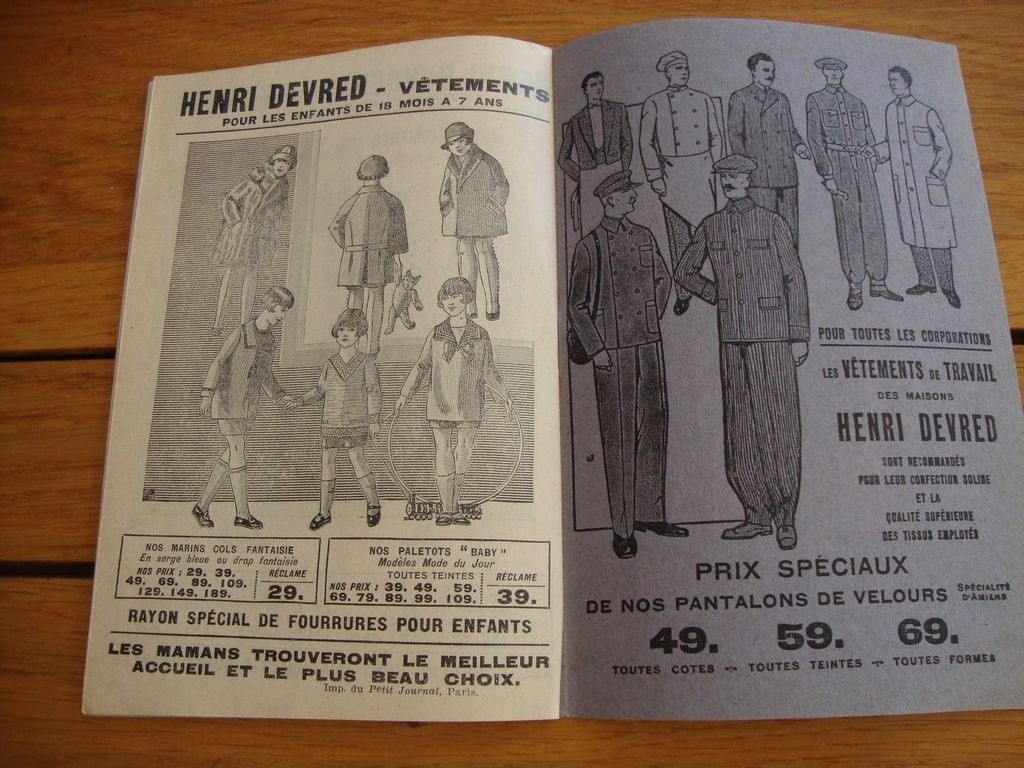 HENRI DEVRED - VÊTEMENTS
POUR LES ENFANTS DE 18 MOIS A 7 ANS
NOS MARINS COLS FANTAISIE
En serge bleue ou drap fantaisie
NOS PRIX : 29. 39.
49. 69. 89. 109.
129. 149. 189.
RÉCLAME
29.
NOS PALETOTS "BABY"
Modèles Mode du Jour
TOUTES TEINTES
NOS PRIX : 39. 49. 59.
69. 79. 89. 99. 109.
RÉCLAME
39.
RAYON SPÉCIAL DE FOURRURES POUR ENFANTS
LES MAMANS TROUVERONT LE MEILLEUR
ACCUEIL ET LE PLUS BEAU CHOIX.
Imp. du Petit Journal, Paris.
POUR TOUTES LES CORPORATIONS
LES VÊTEMENTS DE TRAVAIL
DES MAISONS
HENRI DEVRED
SONT RECOMMANDÉS
POUR LEUR CONFECTION SOLIDE
ET LA
QUALITÉ SUPÉRIEURE
DES TISSUS EMPLOYÉS
PRIX SPÉCIAUX
DE NOS PANTALONS DE VELOURS SPÉCIALITÉ D'AMIENS
49. 59. 69.
TOUTES COTES -:- TOUTES TEINTES -:- TOUTES FORMES